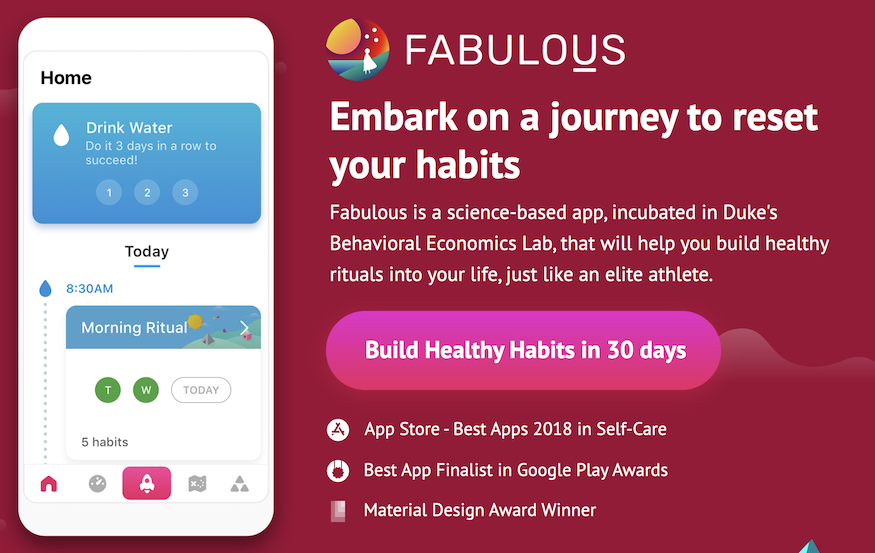 Home
Drink Water
Do it 3 days in a row to
succeed!
1 2 3
Today
8:30AM
Morning Ritual
T W TODAY
5 habits
FABULOUS
Embark on a journey to reset
your habits
Fabulous is a science-based app, incubated in Duke's
Behavioral Economics Lab, that will help you build healthy
rituals into your life, just like an elite athlete.
Build Healthy Habits in 30 days
App Store - Best Apps 2018 in Self-Care
Best App Finalist in Google Play Awards
Material Design Award Winner